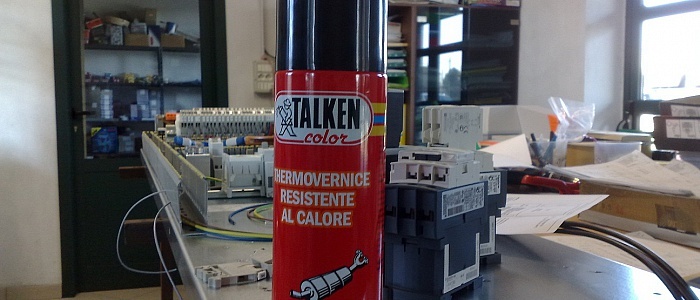 TALKEN
color
THERMOVERNICE
RESISTENTE
AL CALORE